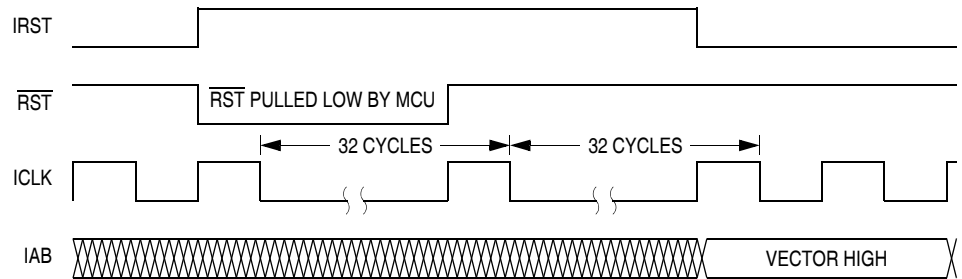 IRST
RST
RST PULLED LOW BY MCU
32 CYCLES
32 CYCLES
ICLK
IAB
VECTOR HIGH